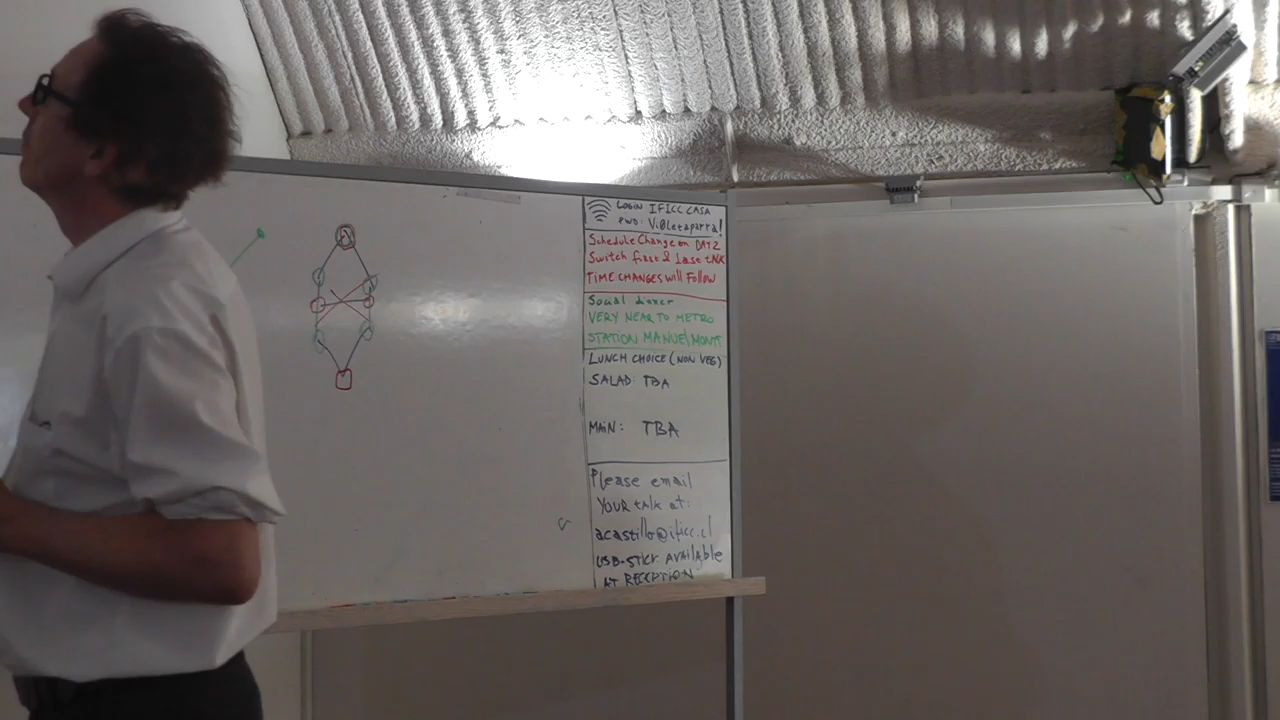 LOGIN IFICC CASA
PWD: Vi0letaparra!
Schedule Change on DAY 2
Switch first & last talk
TIME CHANGES will Follow
Social dinner
VERY NEAR TO METRO
STATION MANUEL MONTT
LUNCH CHOICE (NON VEG)
SALAD: TBA
MAIN: TBA
Please email
YOUR talk at:
acastillo@ificc.cl
USB-STICK AVAILABLE
AT RECEPTION